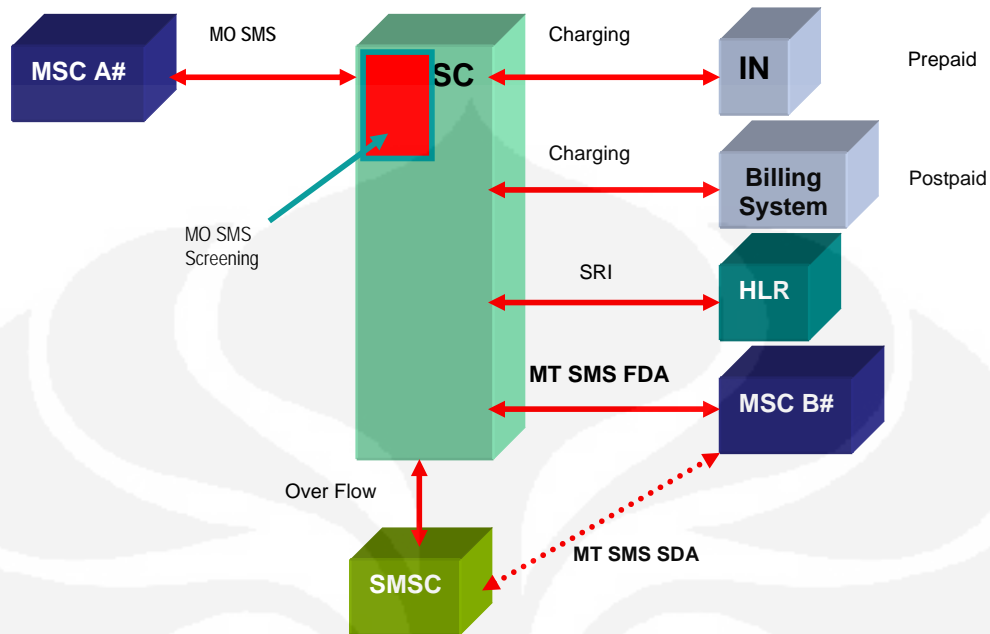 MO SMS
Charging
MSC A#
SC
IN
Prepaid
Charging
Billing
System
Postpaid
MO SMS
Screening
SRI
HLR
MT SMS FDA
MSC B#
Over Flow
MT SMS SDA
SMSC